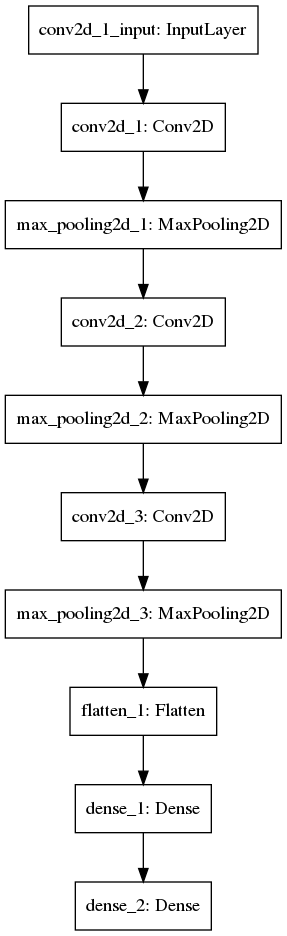 conv2d_1_input: InputLayer
conv2d_1: Conv2D
max_pooling2d_1: MaxPooling2D
conv2d_2: Conv2D
max_pooling2d_2: MaxPooling2D
conv2d_3: Conv2D
max_pooling2d_3: MaxPooling2D
flatten_1: Flatten
dense_1: Dense
dense_2: Dense